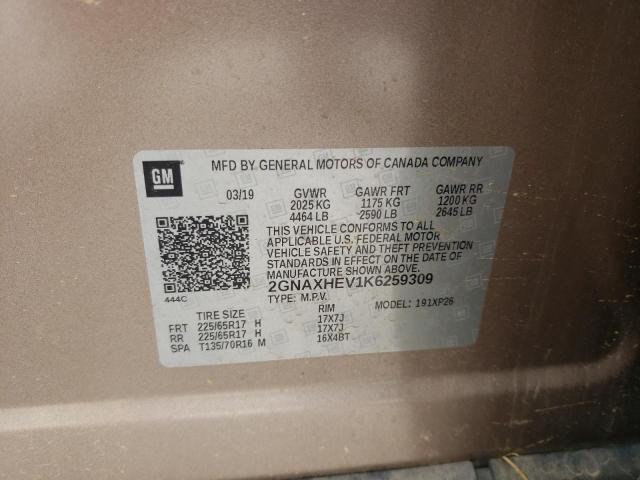 GM
MFD BY GENERAL MOTORS OF CANADA COMPANY
03/19 GVWR GAWR FRT GAWR RR
2025 KG 1175 KG 1200 KG
4464 LB 2590 LB 2645 LB
THIS VEHICLE CONFORMS TO ALL
APPLICABLE U.S. FEDERAL MOTOR
VEHICLE SAFETY AND THEFT PREVENTION
STANDARDS IN EFFECT ON THE DATE OF
MANUFACTURE SHOWN ABOVE.
444C 2GNAXHEV1K6259309
TYPE: M.P.V. MODEL: 191XP26
TIRE SIZE RIM
FRT 225/65R17 H 17X7J
RR 225/65R17 H 17X7J
SPA T135/70R16 M 16X4BT